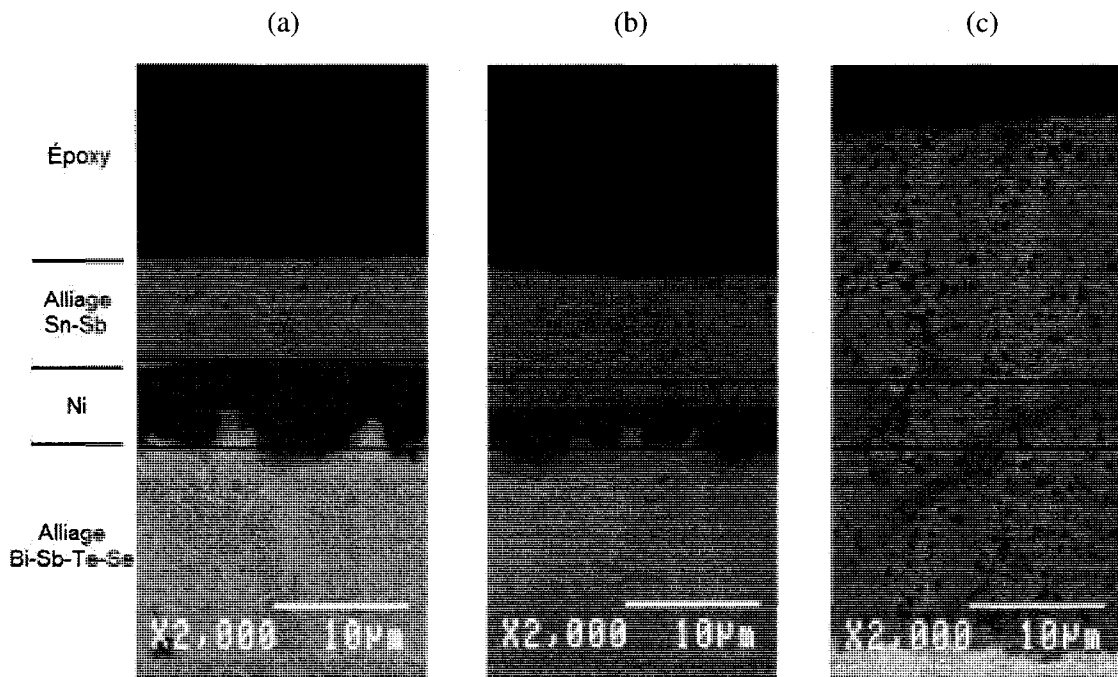 (a)
(b)
(c)
Époxy
Alliage
Sn-Sb
Ni
Alliage
Bi-Sb-Te-Se
X2,000 10µm
X2,000 10µm
X2,000 10µm